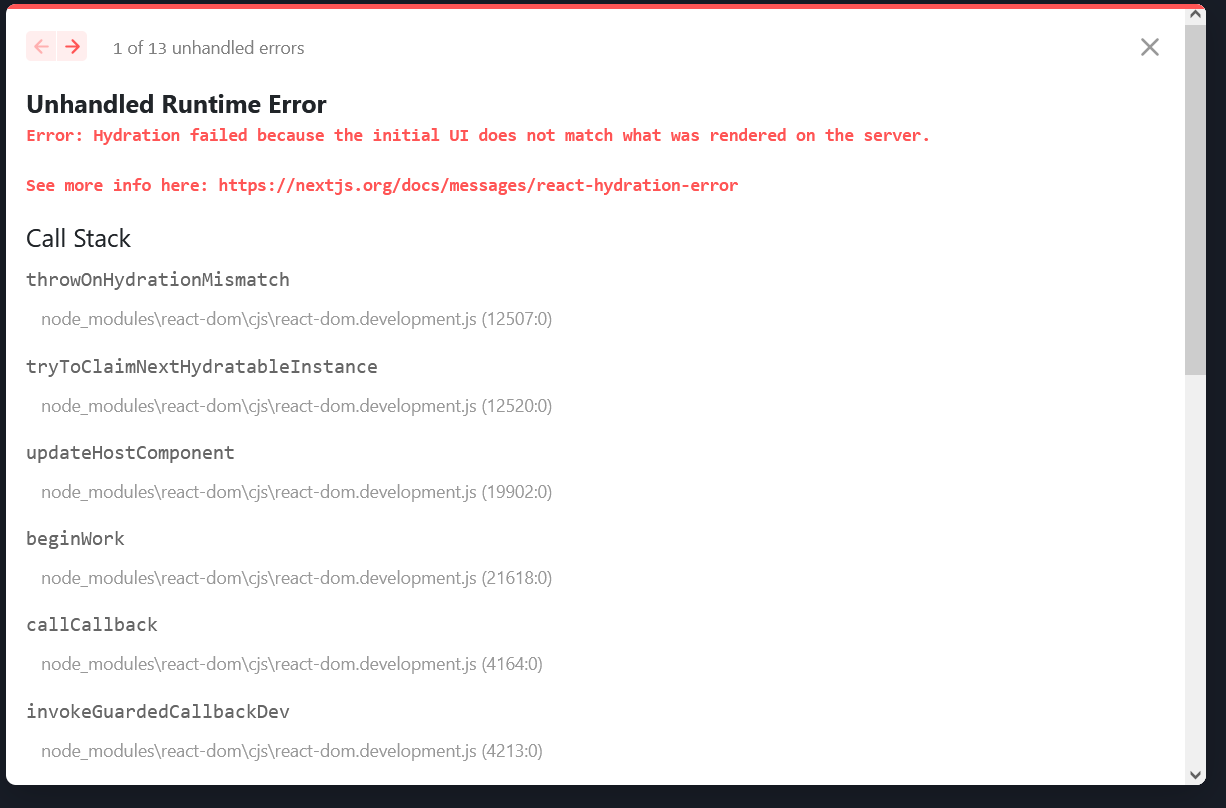 1 of 13 unhandled errors
Unhandled Runtime Error
Error: Hydration failed because the initial UI does not match what was rendered on the server.
See more info here: https://nextjs.org/docs/messages/react-hydration-error
Call Stack
throwOnHydrationMismatch
node_modules\react-dom\cjs\react-dom.development.js (12507:0)
tryToClaimNextHydratableInstance
node_modules\react-dom\cjs\react-dom.development.js (12520:0)
updateHostComponent
node_modules\react-dom\cjs\react-dom.development.js (19902:0)
beginWork
node_modules\react-dom\cjs\react-dom.development.js (21618:0)
callCallback
node_modules\react-dom\cjs\react-dom.development.js (4164:0)
invokeGuardedCallbackDev
node_modules\react-dom\cjs\react-dom.development.js (4213:0)